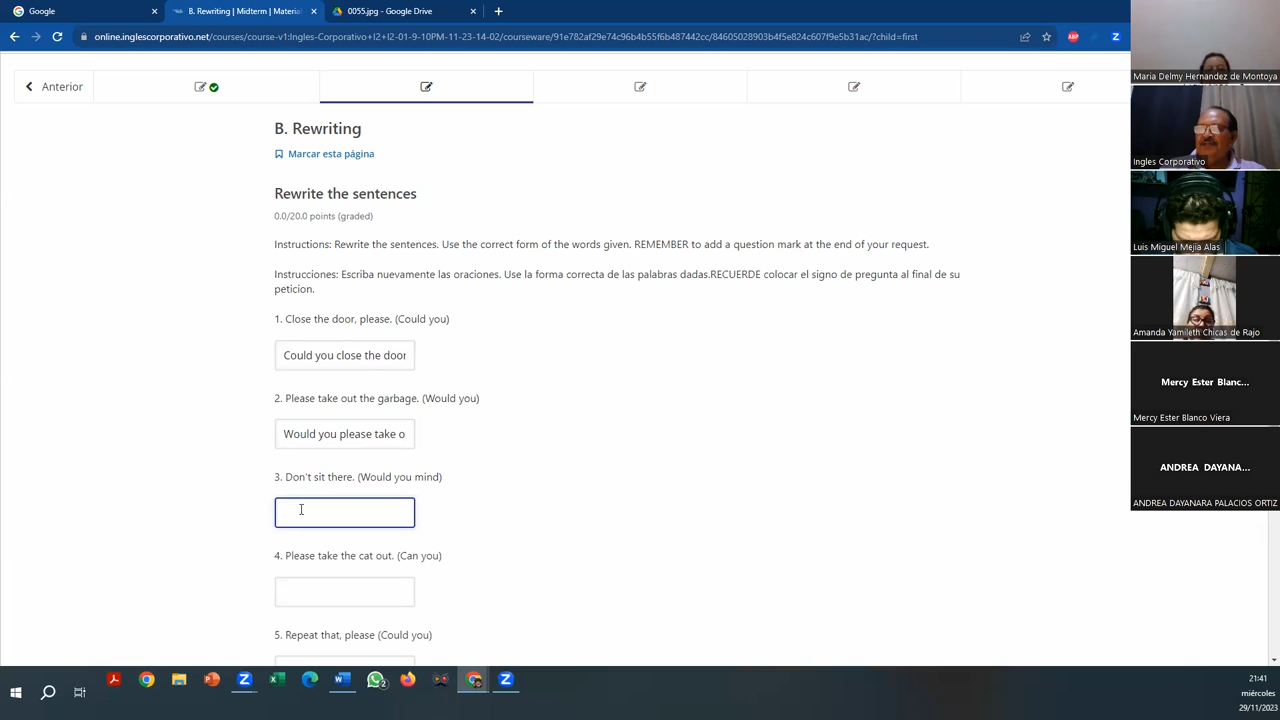 Google
B. Rewriting | Midterm | Materia
0055.jpg - Google Drive
online.inglescorporativo.net/courses/course-v1:Ingles-Corporativo+I2+I2-01-9-10PM-11-23-14-02/courseware/91e782af29e74c96b4b55f6b487442cc/84605028903b4f5e824c607f9e5b31ac/?child=first
Anterior
B. Rewriting
Marcar esta página
Rewrite the sentences
0.0/20.0 points (graded)
Instructions: Rewrite the sentences. Use the correct form of the words given. REMEMBER to add a question mark at the end of your request.
Instrucciones: Escriba nuevamente las oraciones. Use la forma correcta de las palabras dadas.RECUERDE colocar el signo de pregunta al final de su
peticion.
1. Close the door, please. (Could you)
Could you close the door
2. Please take out the garbage. (Would you)
Would you please take o
3. Don't sit there. (Would you mind)
4. Please take the cat out. (Can you)
5. Repeat that, please (Could you)
Maria Delmy Hernandez de Montoya
Ingles Corporativo
Luis Miguel Mejia Alas
Amanda Yamileth Chicas de Rajo
Mercy Ester Blanc...
Mercy Ester Blanco Viera
ANDREA DAYANA...
ANDREA DAYANARA PALACIOS ORTIZ
21:41
miércoles
29/11/2023